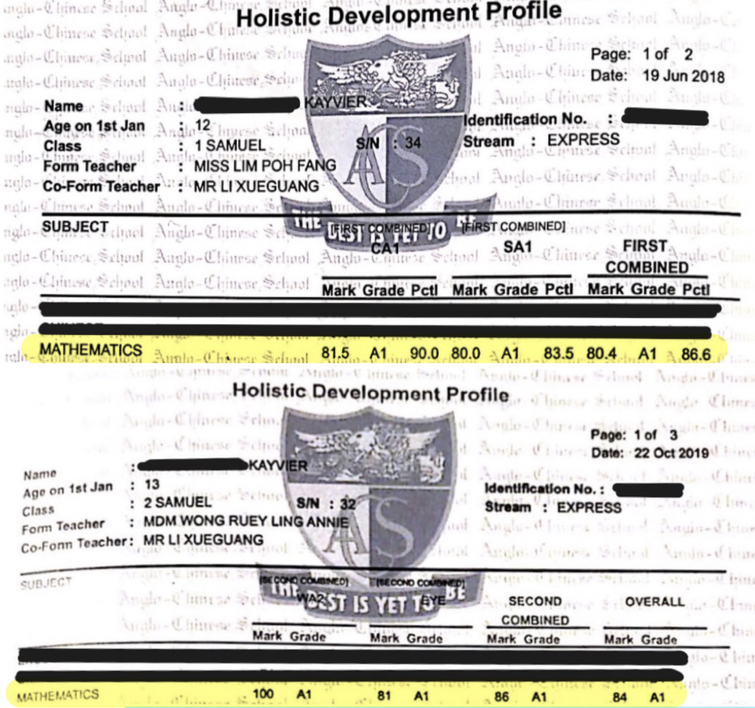 Holistic Development Profile
Page: 1 of 2
Date: 19 Jun 2018
Name : KAYVIER
Identification No. :
Age on 1st Jan : 12
Class : 1 SAMUEL S/N : 34 Stream : EXPRESS
Form Teacher : MISS LIM POH FANG
Co-Form Teacher : MR LI XUEGUANG
THE BEST IS YET TO BE
SUBJECT [FIRST COMBINED] [FIRST COMBINED]
CA1 SA1 FIRST
COMBINED
Mark Grade Pctl Mark Grade Pctl Mark Grade Pctl
MATHEMATICS 81.5 A1 90.0 80.0 A1 83.5 80.4 A1 86.6
Holistic Development Profile
Page: 1 of 3
Date: 22 Oct 2019
Name : KAYVIER
Age on 1st Jan : 13 Identification No. :
Class : 2 SAMUEL S/N : 32 Stream : EXPRESS
Form Teacher : MDM WONG RUEY LING ANNIE
Co-Form Teacher : MR LI XUEGUANG
SUBJECT [SECOND COMBINED] [SECOND COMBINED]
THE BEST IS YET TO BE
WA2 EYE SECOND OVERALL
COMBINED
Mark Grade Mark Grade Mark Grade Mark Grade
MATHEMATICS 100 A1 81 A1 86 A1 84 A1